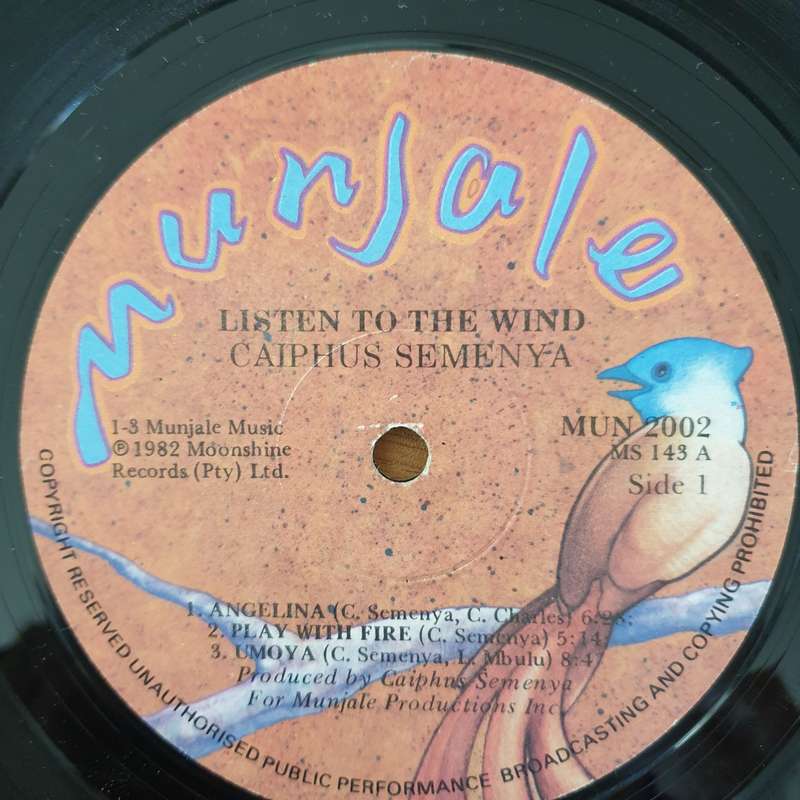 munjale
LISTEN TO THE WIND
CAIPHUS SEMENYA
1-3 Munjale Music
℗ 1982 Moonshine
Records (Pty) Ltd.
MUN 2002
MS 143 A
Side 1
1. ANGELINA (C. Semenya, C. Charles) 6:28;
2. PLAY WITH FIRE (C. Semenya) 5:14;
3. UMOYA (C. Semenya, L. Mbulu) 8:47
Produced by Caiphus Semenya
For Munjale Productions Inc.
COPYRIGHT RESERVED UNAUTHORISED PUBLIC PERFORMANCE BROADCASTING AND COPYING PROHIBITED